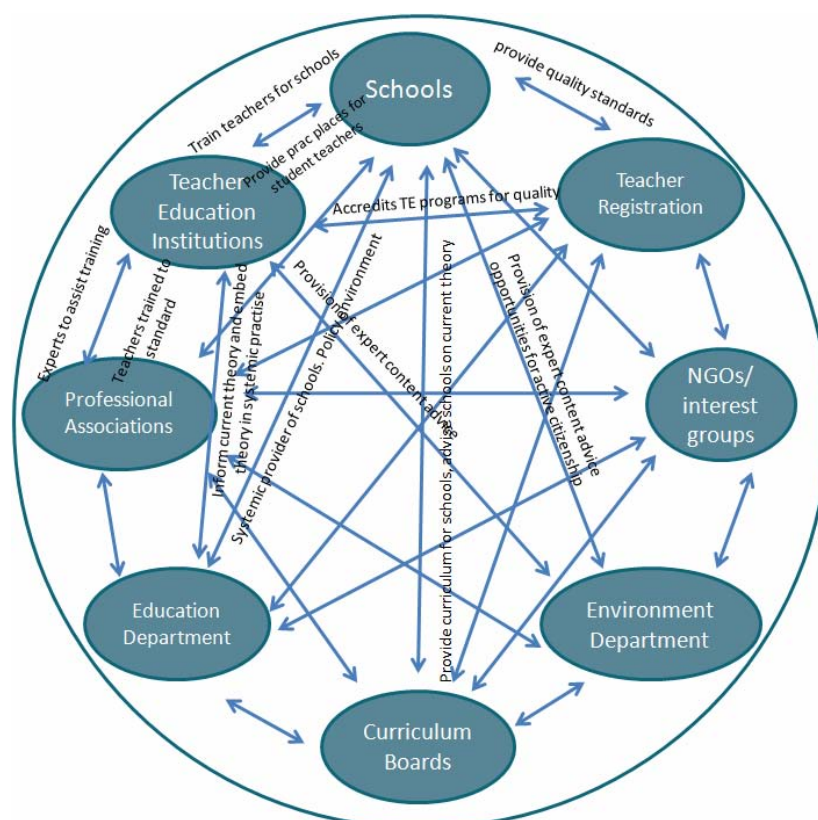 Schools
Train teachers for schools
provide quality standards
Provide prac places for
student teachers
Teacher
Education
Institutions
Teacher
Registration
Accredits TE programs for quality
Experts to assist training
Teachers trained to
standard
Inform current theory and embed
theory in systemic practise
Systemic provider of schools. Policy environment
Provision of expert content advice
Provide curriculum for schools, advise schools on current theory
Provision of expert content advice
opportunities for active citizenship
Professional
Associations
NGOs/
interest
groups
Education
Department
Environment
Department
Curriculum
Boards